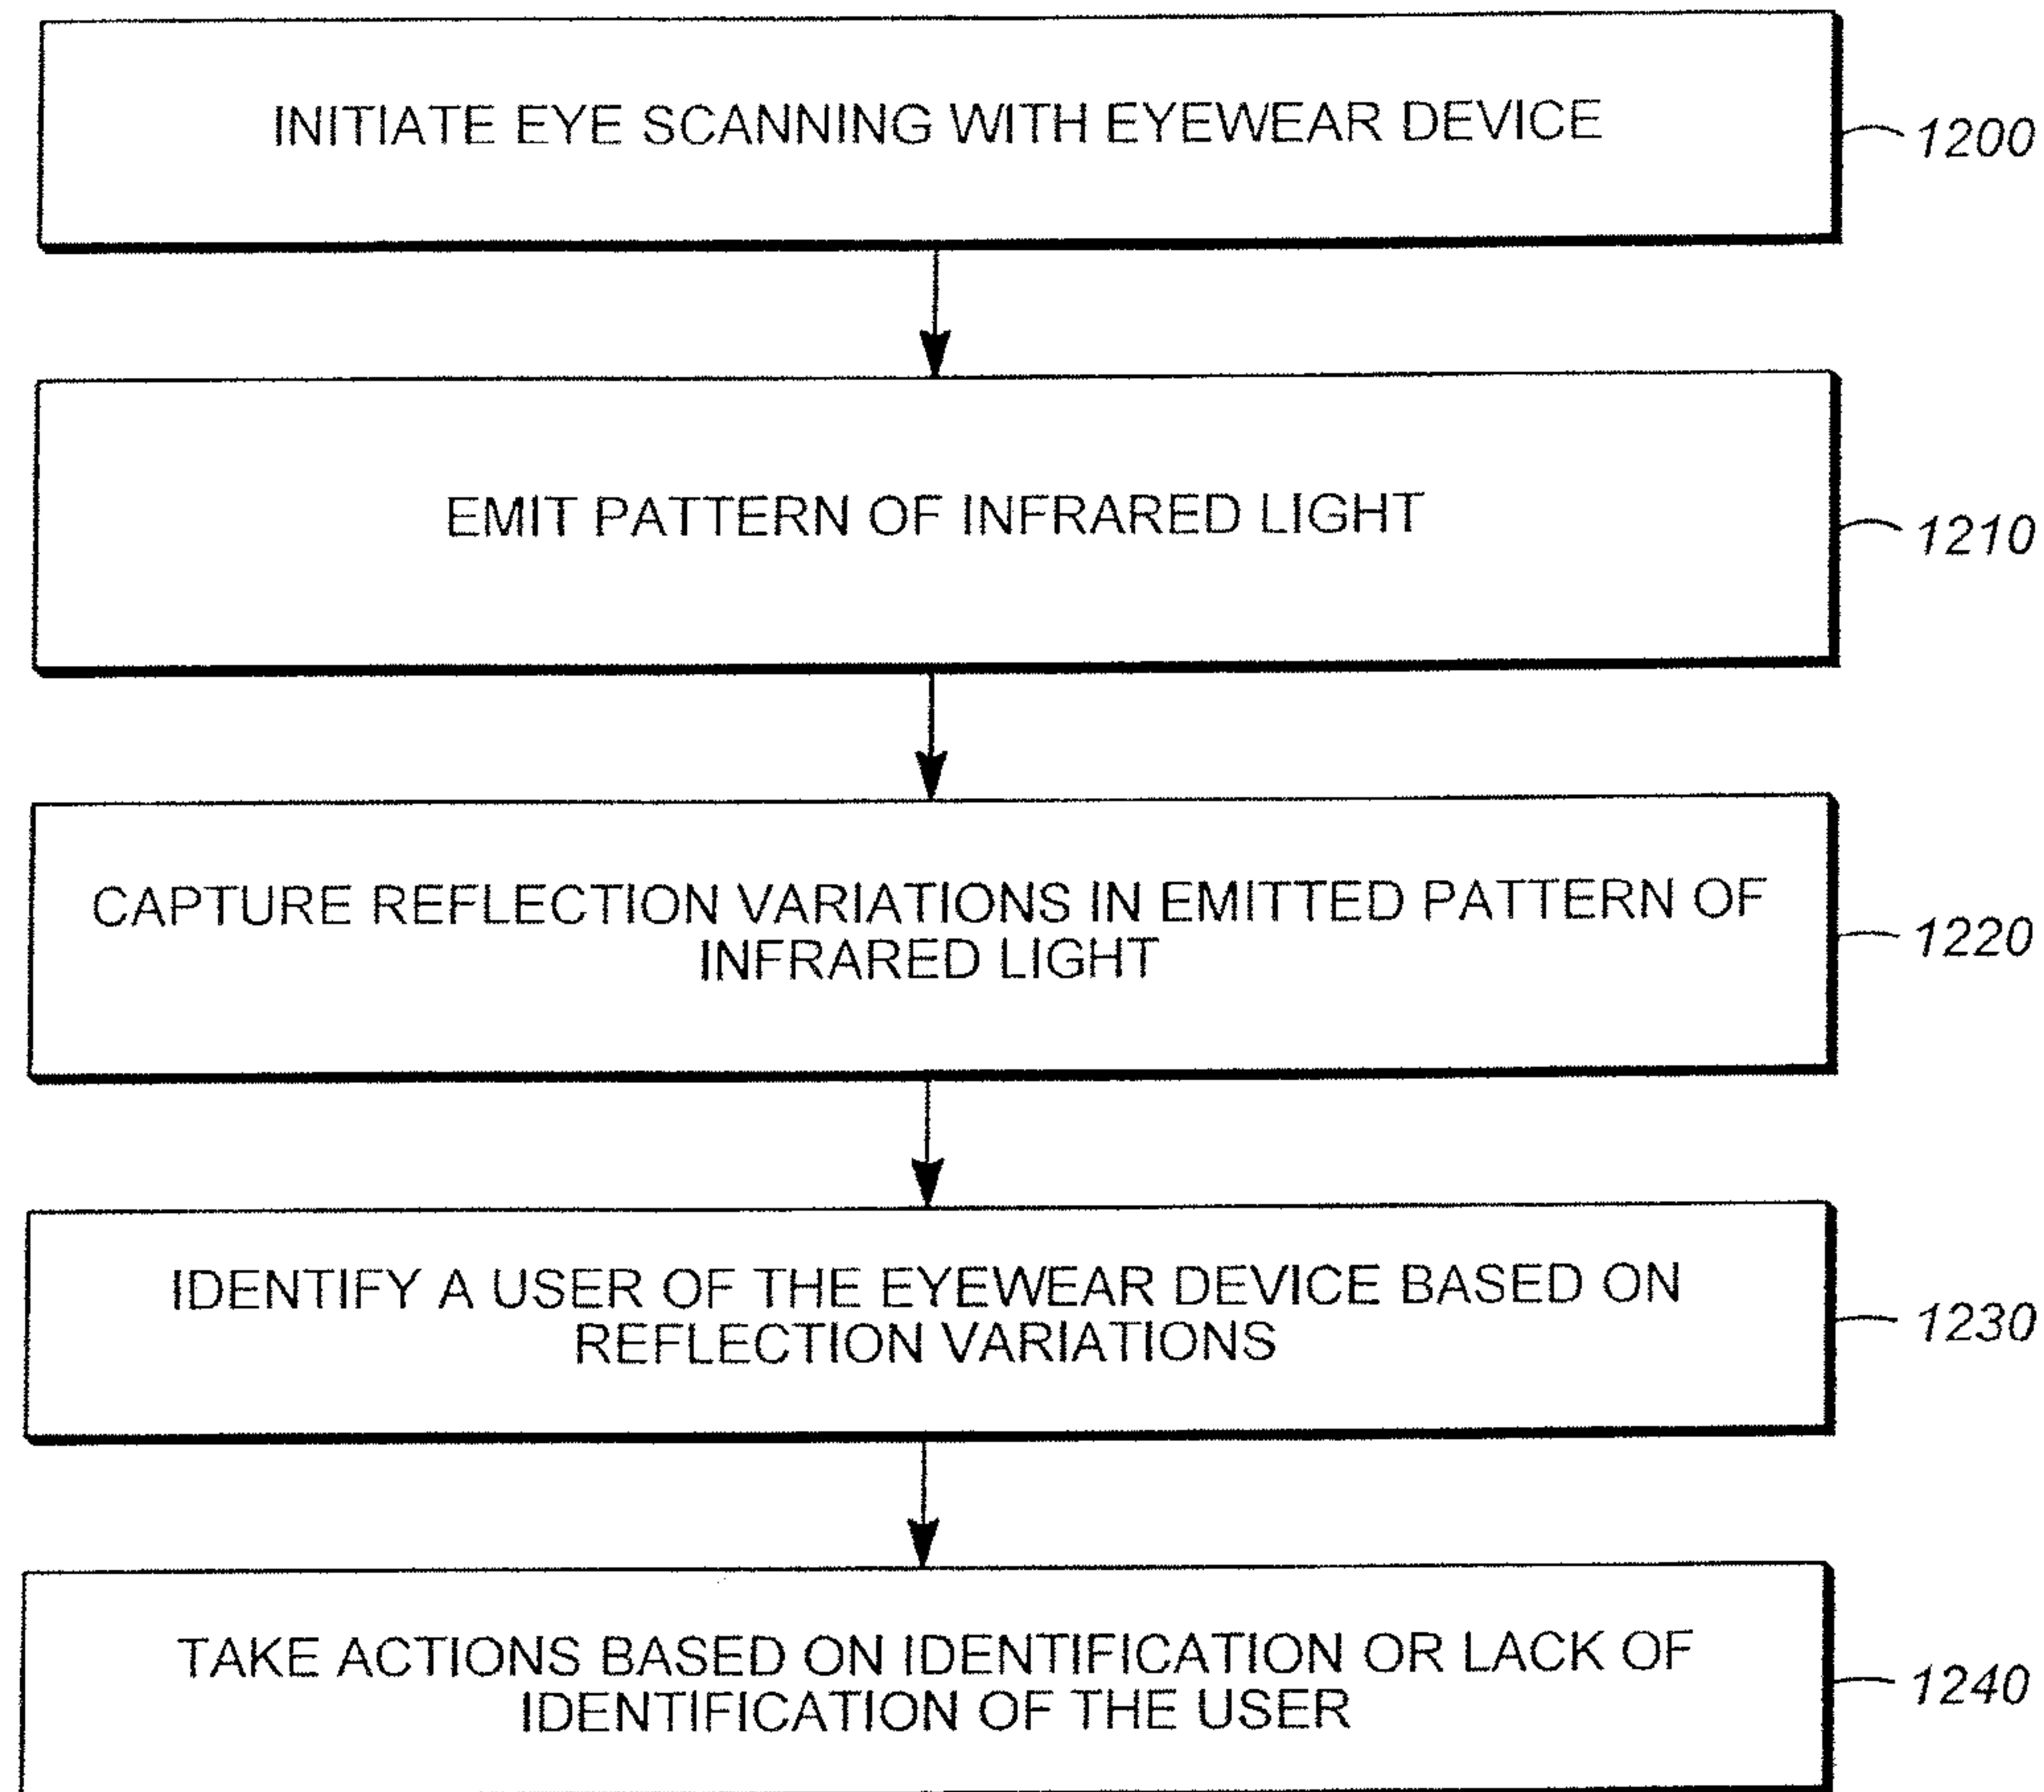 INITIATE EYE SCANNING WITH EYEWEAR DEVICE
1200
EMIT PATTERN OF INFRARED LIGHT
1210
CAPTURE REFLECTION VARIATIONS IN EMITTED PATTERN OF
INFRARED LIGHT
1220
IDENTIFY A USER OF THE EYEWEAR DEVICE BASED ON
REFLECTION VARIATIONS
1230
TAKE ACTIONS BASED ON IDENTIFICATION OR LACK OF
IDENTIFICATION OF THE USER
1240